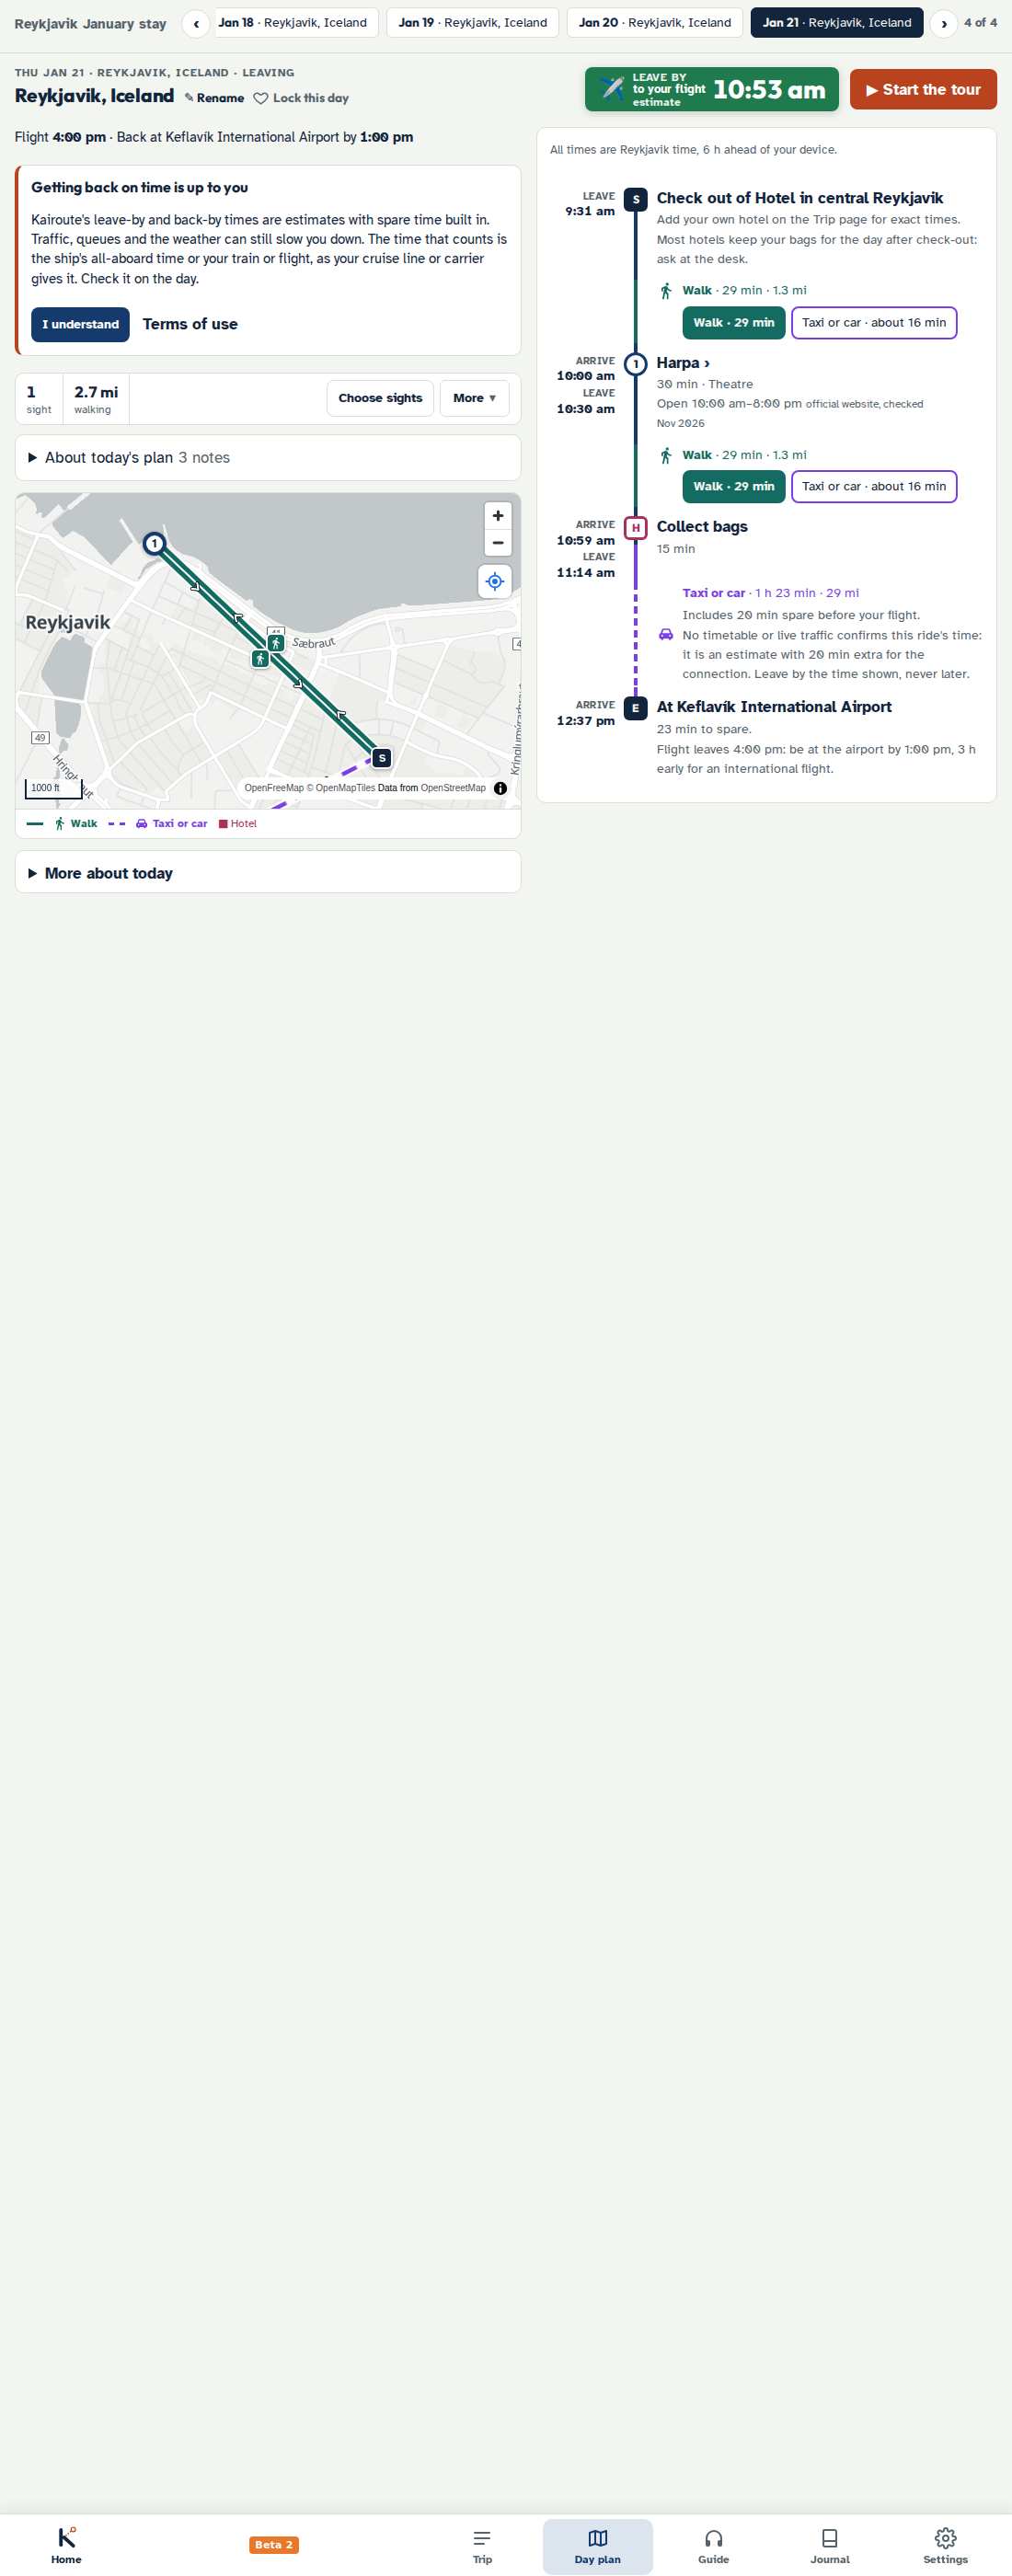 Reykjavik January stay
‹
Jan 18 · Reykjavik, Iceland
Jan 19 · Reykjavik, Iceland
Jan 20 · Reykjavik, Iceland
Jan 21 · Reykjavik, Iceland
›
4 of 4
THU JAN 21 · REYKJAVIK, ICELAND · LEAVING
Reykjavik, Iceland
✎ Rename
Lock this day
LEAVE BY
to your flight
estimate
10:53 am
▶ Start the tour
Flight 4:00 pm · Back at Keflavík International Airport by 1:00 pm
Getting back on time is up to you
Kairoute's leave-by and back-by times are estimates with spare time built in.
Traffic, queues and the weather can still slow you down. The time that counts is
the ship's all-aboard time or your train or flight, as your cruise line or carrier
gives it. Check it on the day.
I understand
Terms of use
1
sight
2.7 mi
walking
Choose sights
More ▼
▶ About today's plan 3 notes
1
+
−
Reykjavik
41
Sæbraut
4
49
Hringbraut
S
1000 ft
OpenFreeMap © OpenMapTiles Data from OpenStreetMap
Walk
Taxi or car
Hotel
▶ More about today
All times are Reykjavik time, 6 h ahead of your device.
LEAVE
9:31 am
S
Check out of Hotel in central Reykjavik
Add your own hotel on the Trip page for exact times.
Most hotels keep your bags for the day after check-out:
ask at the desk.
Walk · 29 min · 1.3 mi
Walk · 29 min
Taxi or car · about 16 min
ARRIVE
10:00 am
LEAVE
10:30 am
1
Harpa ›
30 min · Theatre
Open 10:00 am–8:00 pm official website, checked
Nov 2026
Walk · 29 min · 1.3 mi
Walk · 29 min
Taxi or car · about 16 min
ARRIVE
10:59 am
LEAVE
11:14 am
H
Collect bags
15 min
Taxi or car · 1 h 23 min · 29 mi
Includes 20 min spare before your flight.
No timetable or live traffic confirms this ride's time:
it is an estimate with 20 min extra for the
connection. Leave by the time shown, never later.
ARRIVE
12:37 pm
E
At Keflavík International Airport
23 min to spare.
Flight leaves 4:00 pm: be at the airport by 1:00 pm, 3 h
early for an international flight.
Home
Beta 2
Trip
Day plan
Guide
Journal
Settings